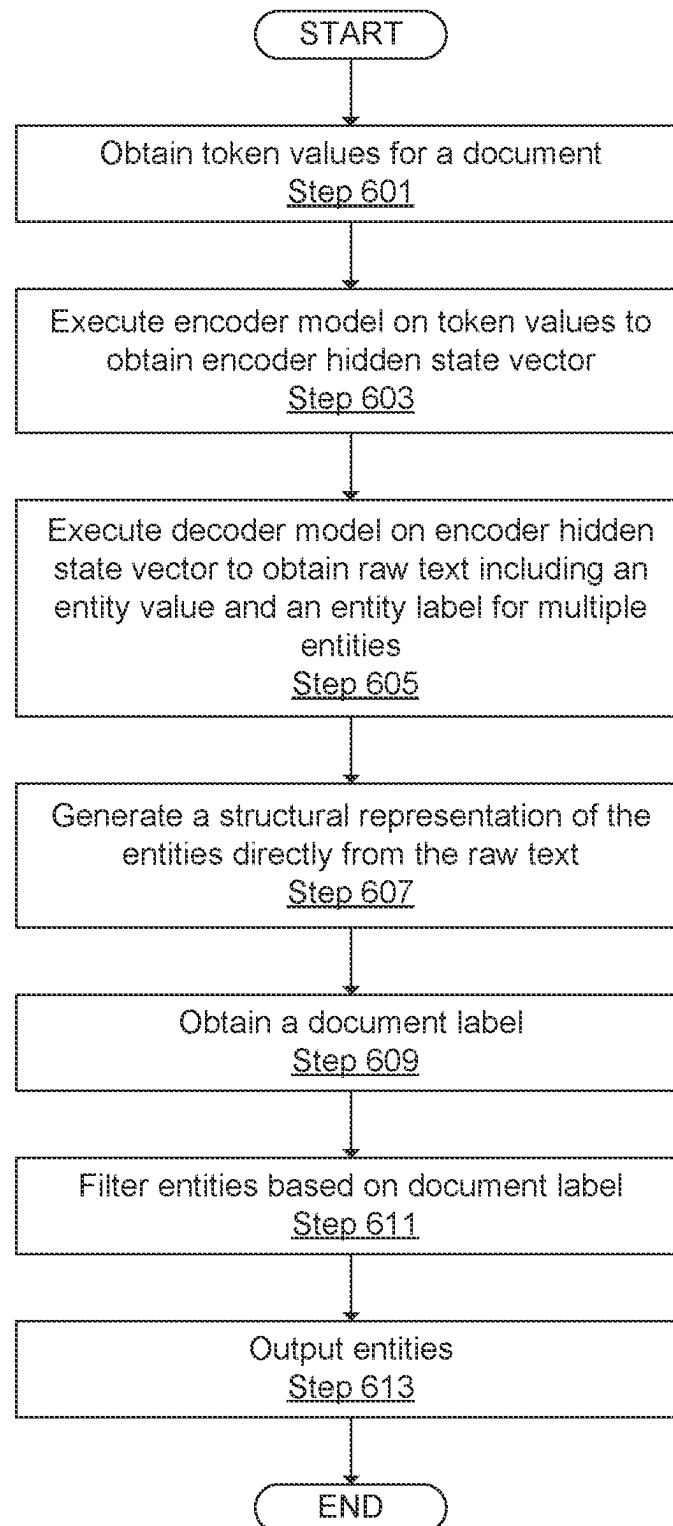 START
Obtain token values for a document
Step 601
Execute encoder model on token values to
obtain encoder hidden state vector
Step 603
Execute decoder model on encoder hidden
state vector to obtain raw text including an
entity value and an entity label for multiple
entities
Step 605
Generate a structural representation of the
entities directly from the raw text
Step 607
Obtain a document label
Step 609
Filter entities based on document label
Step 611
Output entities
Step 613
END